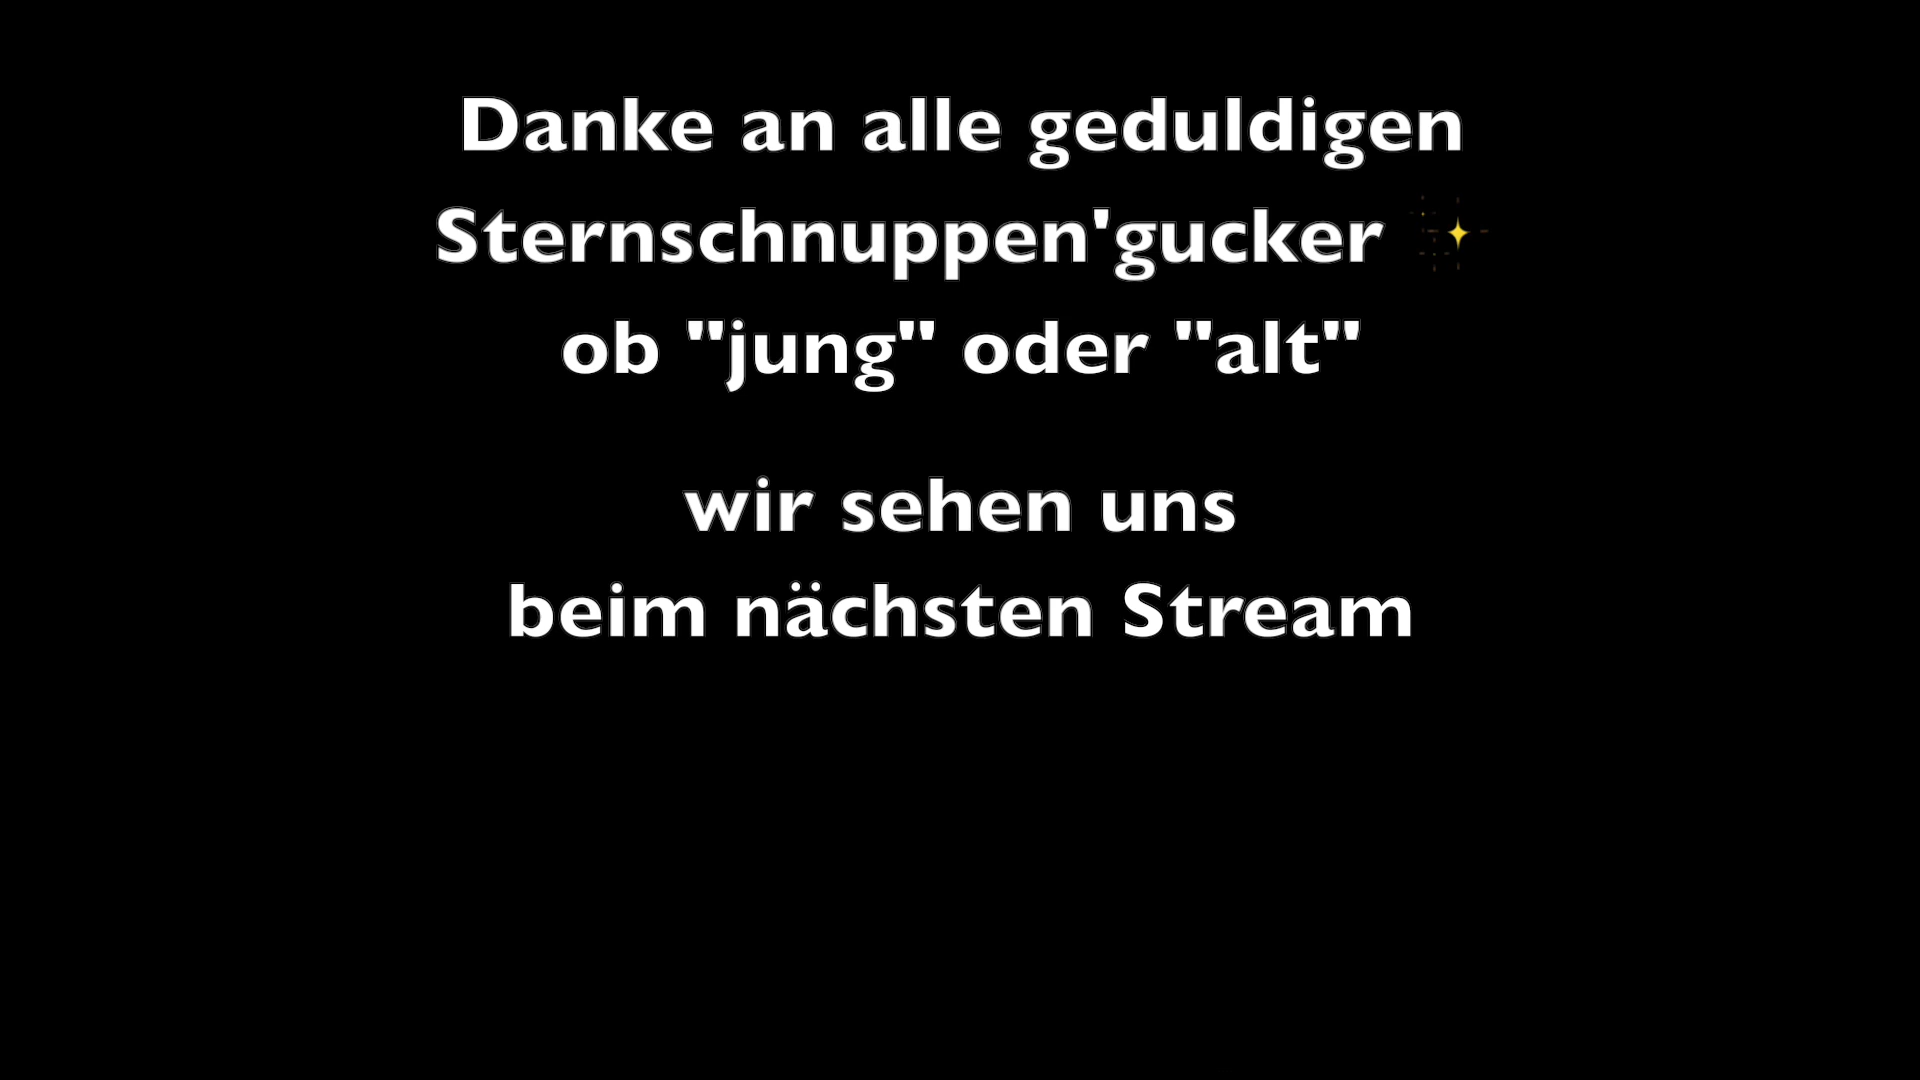 Danke an alle geduldigen
Sternschnuppen'gucker ✨
ob "jung" oder "alt"
wir sehen uns
beim nächsten Stream